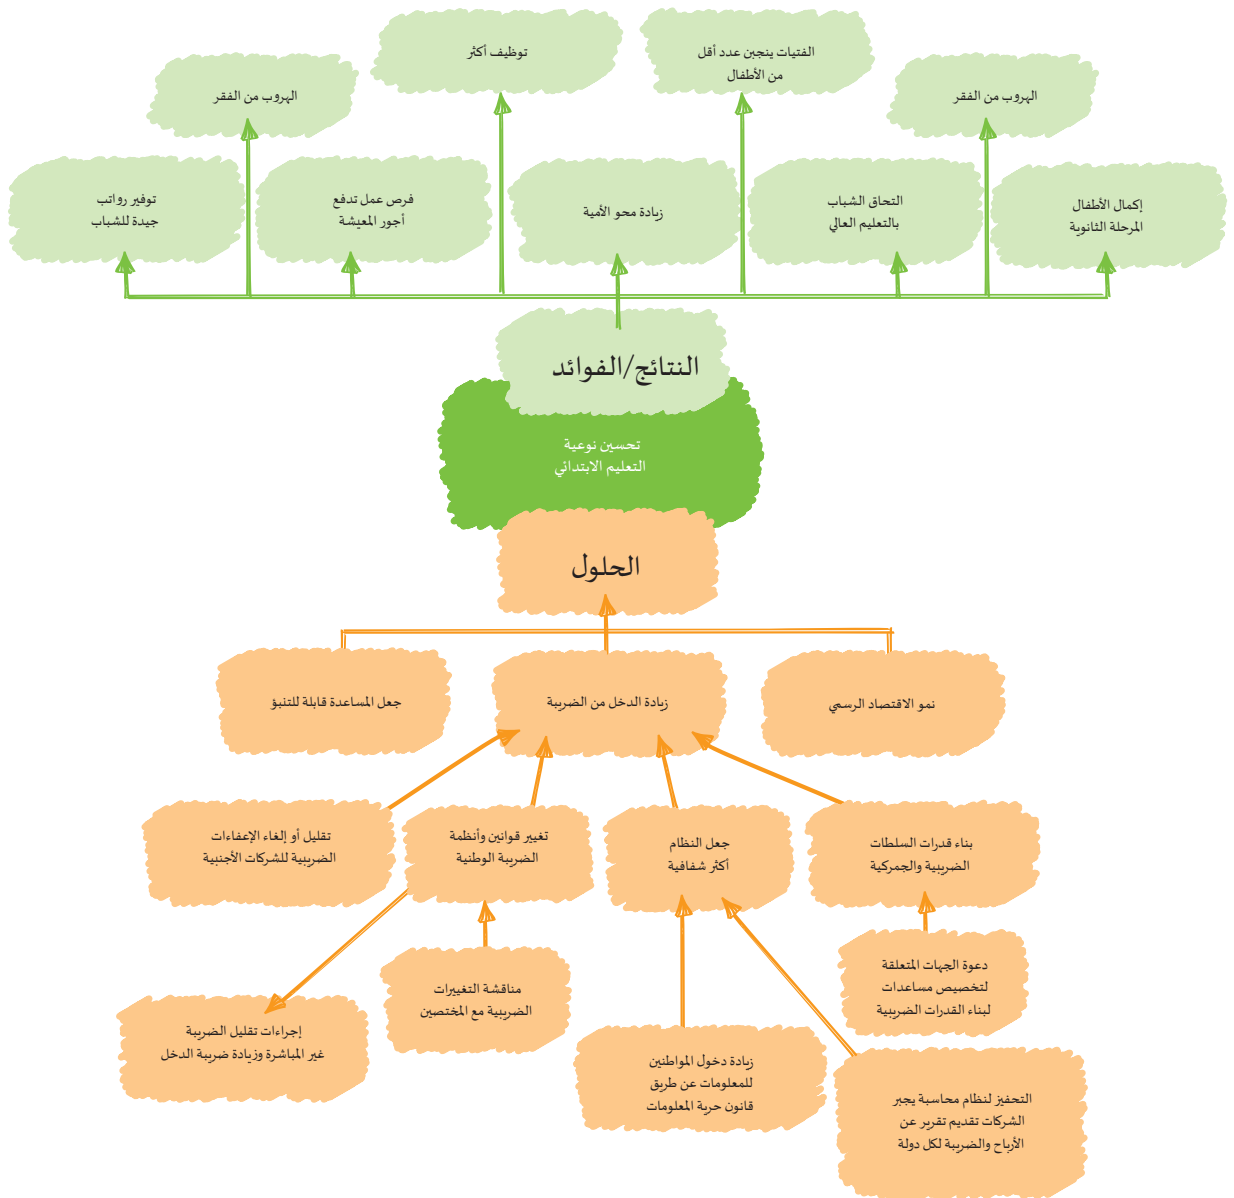 الفتيات ينجبن عدد أقل
من الأطفال
توظيف أكثر
الهروب من الفقر
الهروب من الفقر
إكمال الأطفال
المرحلة الثانوية
التحاق الشباب
بالتعليم العالي
زيادة محو الأمية
فرص عمل تدفع
أجور المعيشة
توفير رواتب
جيدة للشباب
النتائج/الفوائد
تحسين نوعية
التعليم الابتدائي
الحلول
نمو الاقتصاد الرسمي
زيادة الدخل من الضريبة
جعل المساعدة قابلة للتنبؤ
بناء قدرات السلطات
الضريبية والجمركية
جعل النظام
أكثر شفافية
تغيير قوانين وأنظمة
الضريبة الوطنية
تقليل أو إلغاء الإعفاءات
الضريبية للشركات الأجنبية
دعوة الجهات المتعلقة
لتخصيص مساعدات
لبناء القدرات الضريبية
مناقشة التغييرات
الضريبية مع المختصين
إجراءات تقليل الضريبة
غير المباشرة وزيادة ضريبة الدخل
زيادة دخول المواطنين
للمعلومات عن طريق
قانون حرية المعلومات
التحفيز لنظام محاسبة يجبر
الشركات تقديم تقرير عن
الأرباح والضريبة لكل دولة